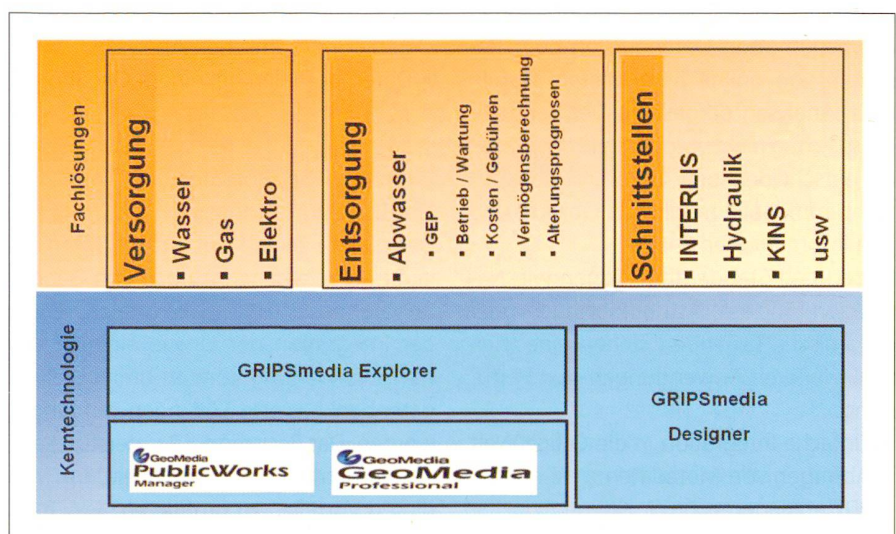 Fachlösungen
Versorgung
▪ Wasser
▪ Gas
▪ Elektro
Entsorgung
▪ Abwasser
▪ GEP
▪ Betrieb / Wartung
▪ Kosten / Gebühren
▪ Vermögensberechnung
▪ Alterungsprognosen
Schnittstellen
▪ INTERLIS
▪ Hydraulik
▪ KINS
▪ usw
Kerntechnologie
GRIPSmedia Explorer
GeoMedia
PublicWorks
Manager
GeoMedia
GeoMedia
Professional
GRIPSmedia
Designer